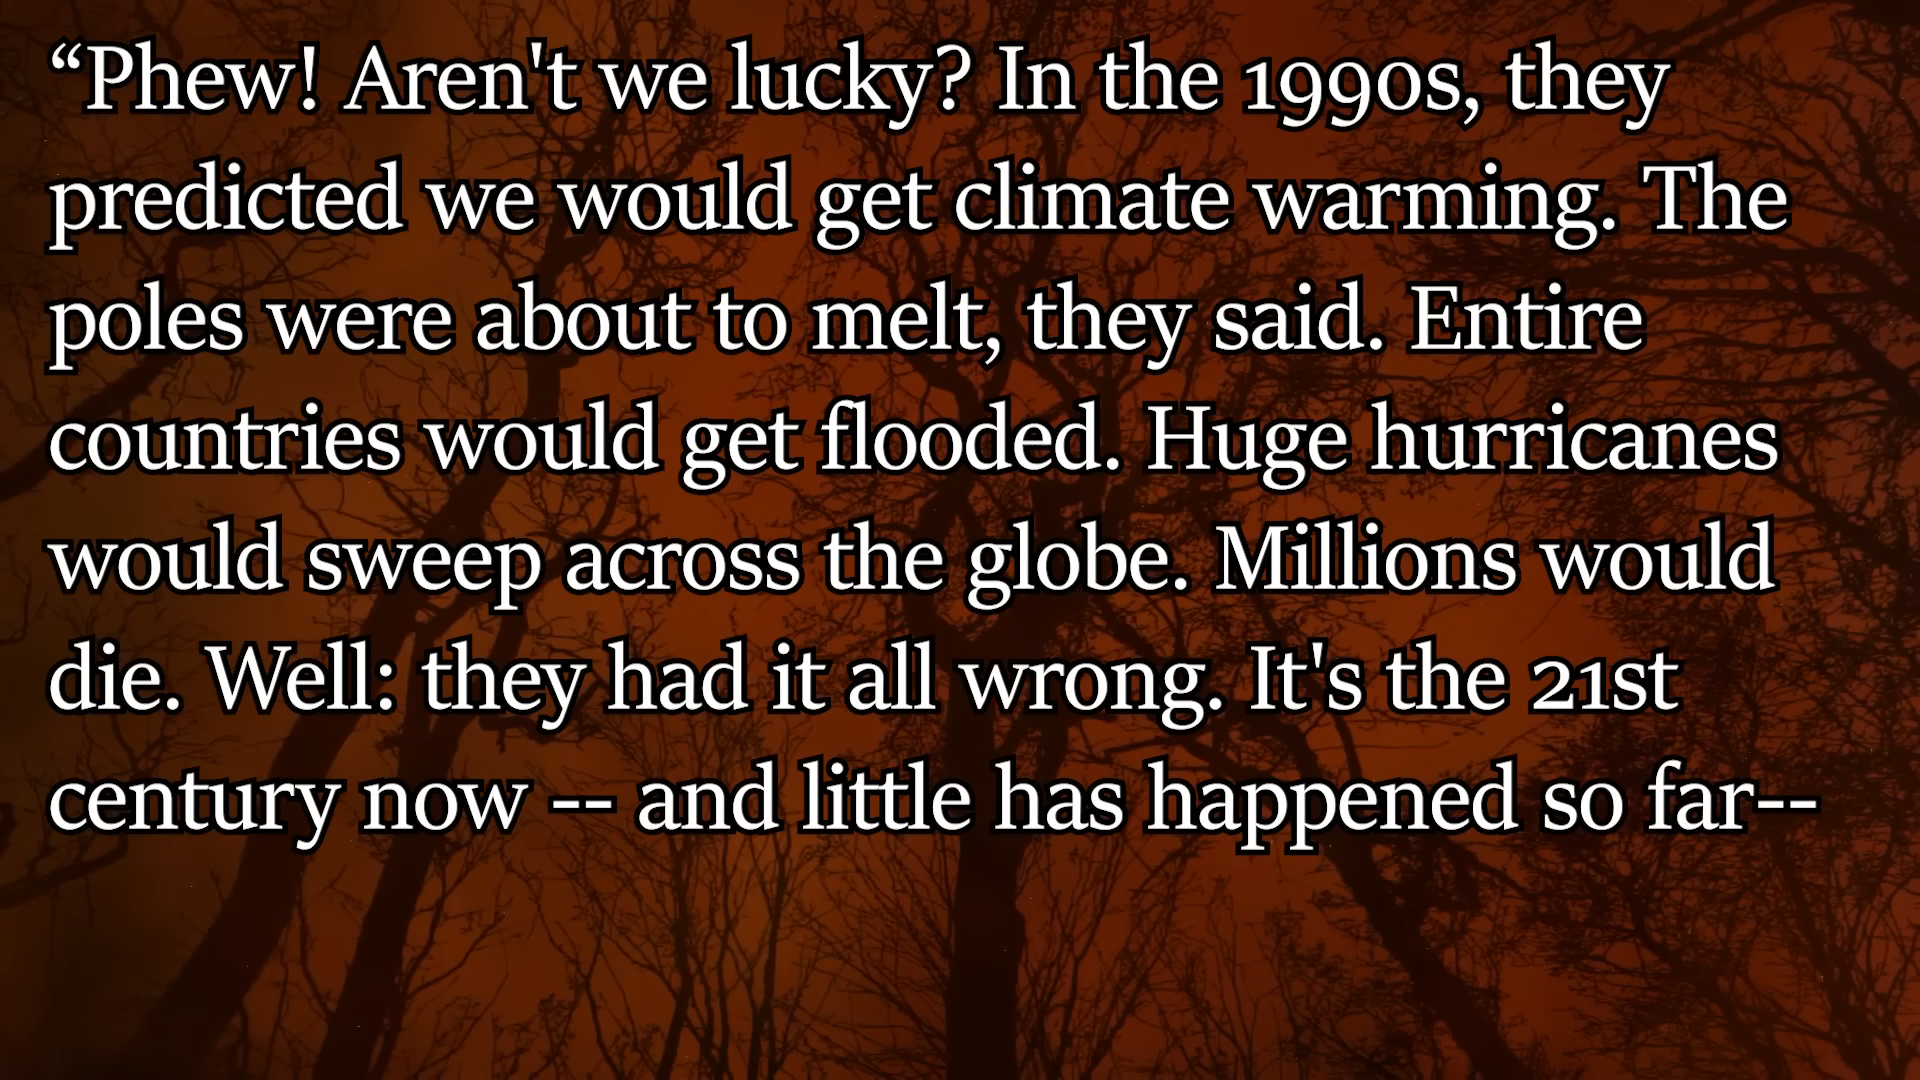 “Phew! Aren't we lucky? In the 1990s, they
predicted we would get climate warming. The
poles were about to melt, they said. Entire
countries would get flooded. Huge hurricanes
would sweep across the globe. Millions would
die. Well: they had it all wrong. It's the 21st
century now -- and little has happened so far--